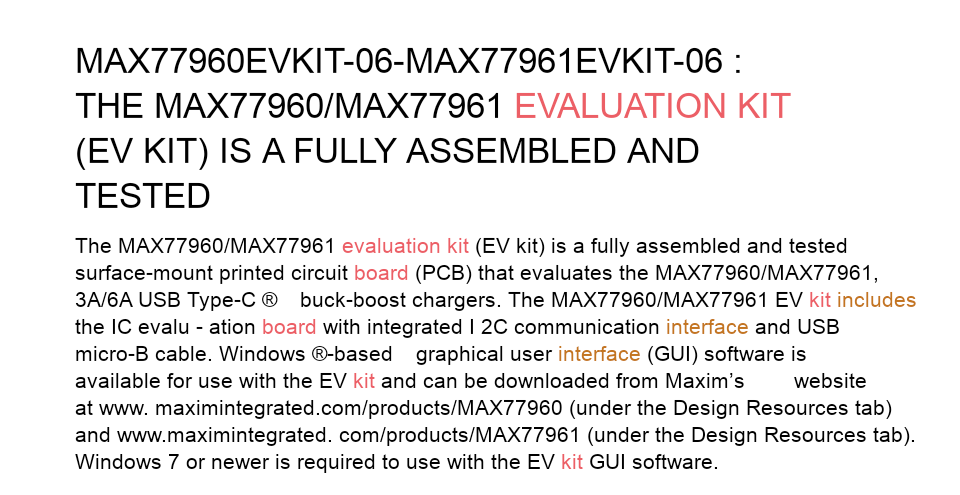 MAX77960EVKIT-06-MAX77961EVKIT-06 :
THE MAX77960/MAX77961 EVALUATION KIT
(EV KIT) IS A FULLY ASSEMBLED AND
TESTED
The MAX77960/MAX77961 evaluation kit (EV kit) is a fully assembled and tested
surface-mount printed circuit board (PCB) that evaluates the MAX77960/MAX77961,
3A/6A USB Type-C ®    buck-boost chargers. The MAX77960/MAX77961 EV kit includes
the IC evalu - ation board with integrated I 2C communication interface and USB
micro-B cable. Windows ®-based    graphical user interface (GUI) software is
available for use with the EV kit and can be downloaded from Maxim’s        website
at www. maximintegrated.com/products/MAX77960 (under the Design Resources tab)
and www.maximintegrated. com/products/MAX77961 (under the Design Resources tab).
Windows 7 or newer is required to use with the EV kit GUI software.